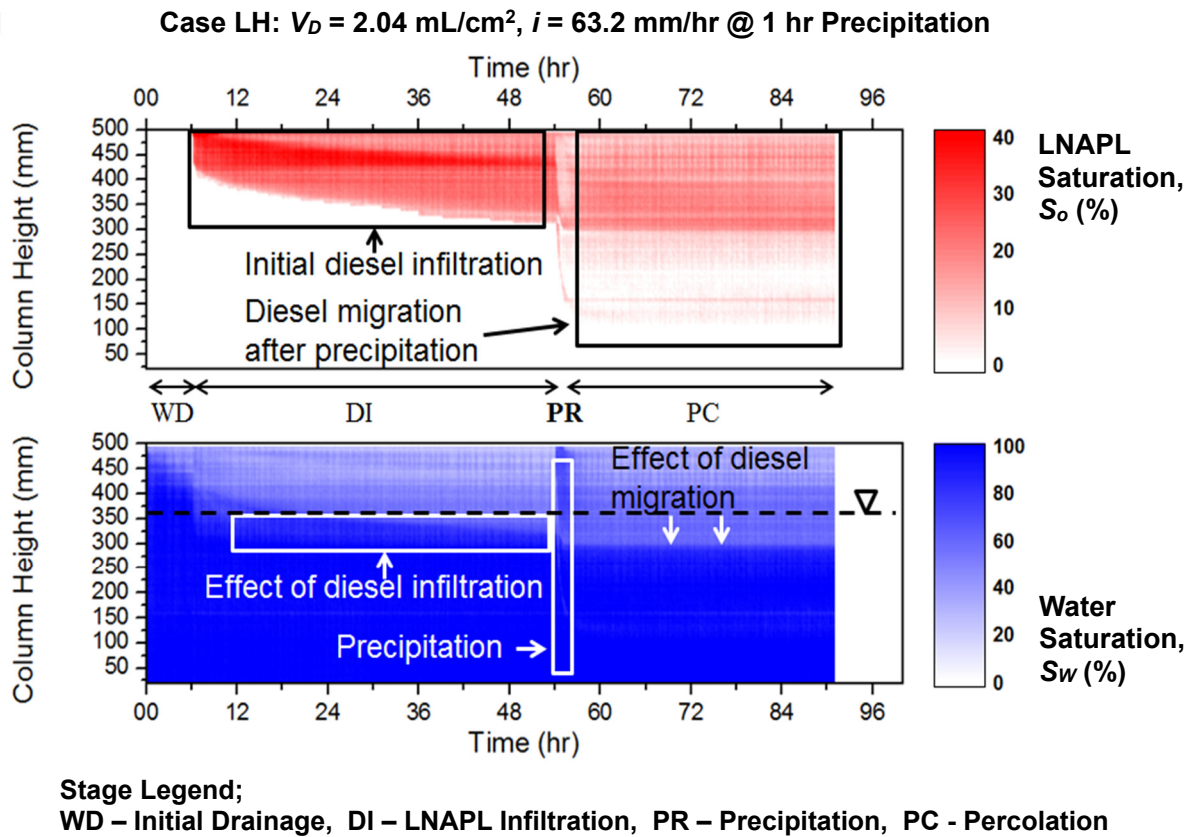 Case LH: VD = 2.04 mL/cm², i = 63.2 mm/hr @ 1 hr Precipitation
Time (hr)
00 12 24 36 48 60 72 84 96
Column Height (mm)
500
450
400
350
300
250
200
150
100
50
Initial diesel infiltration
Diesel migration
after precipitation
40
30
20
10
0
LNAPL
Saturation,
So (%)
WD DI PR PC
Column Height (mm)
500
450
400
350
300
250
200
150
100
50
Effect of diesel
migration
Effect of diesel infiltration
Precipitation
100
80
60
40
20
0
Water
Saturation,
SW (%)
00 12 24 36 48 60 72 84 96
Time (hr)
Stage Legend;
WD – Initial Drainage, DI – LNAPL Infiltration, PR – Precipitation, PC - Percolation